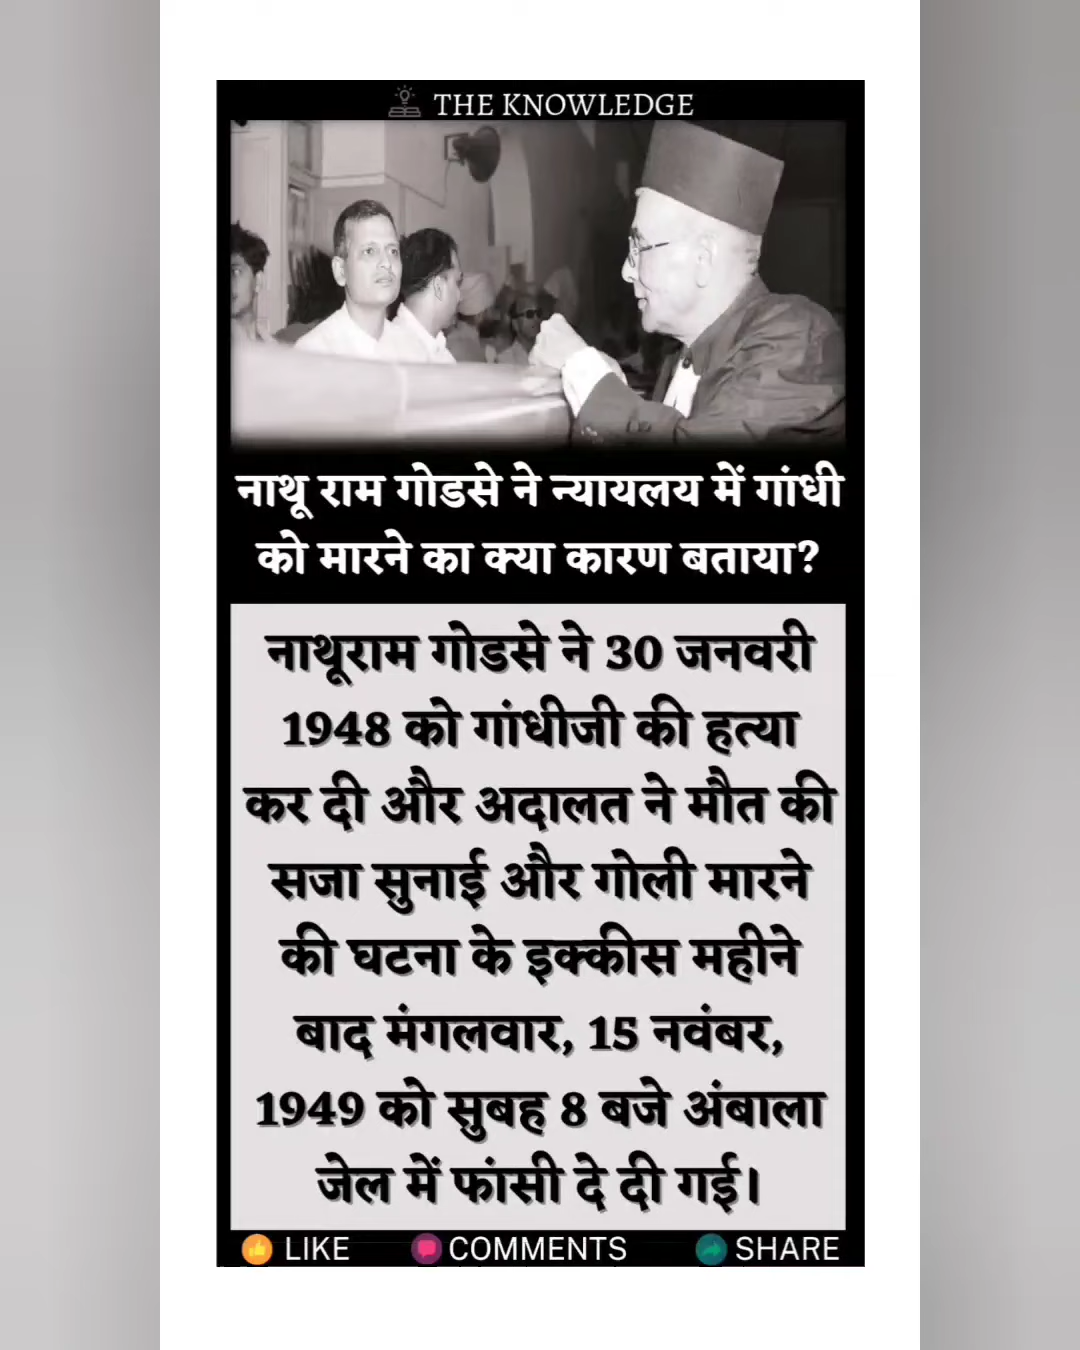 THE KNOWLEDGE
नाथू राम गोडसे ने न्यायलय में गांधी
को मारने का क्या कारण बताया?
नाथूराम गोडसे ने 30 जनवरी
1948 को गांधीजी की हत्या
कर दी और अदालत ने मौत की
सजा सुनाई और गोली मारने
की घटना के इक्कीस महीने
बाद मंगलवार, 15 नवंबर,
1949 को सुबह 8 बजे अंबाला
जेल में फांसी दे दी गई।
LIKE COMMENTS SHARE